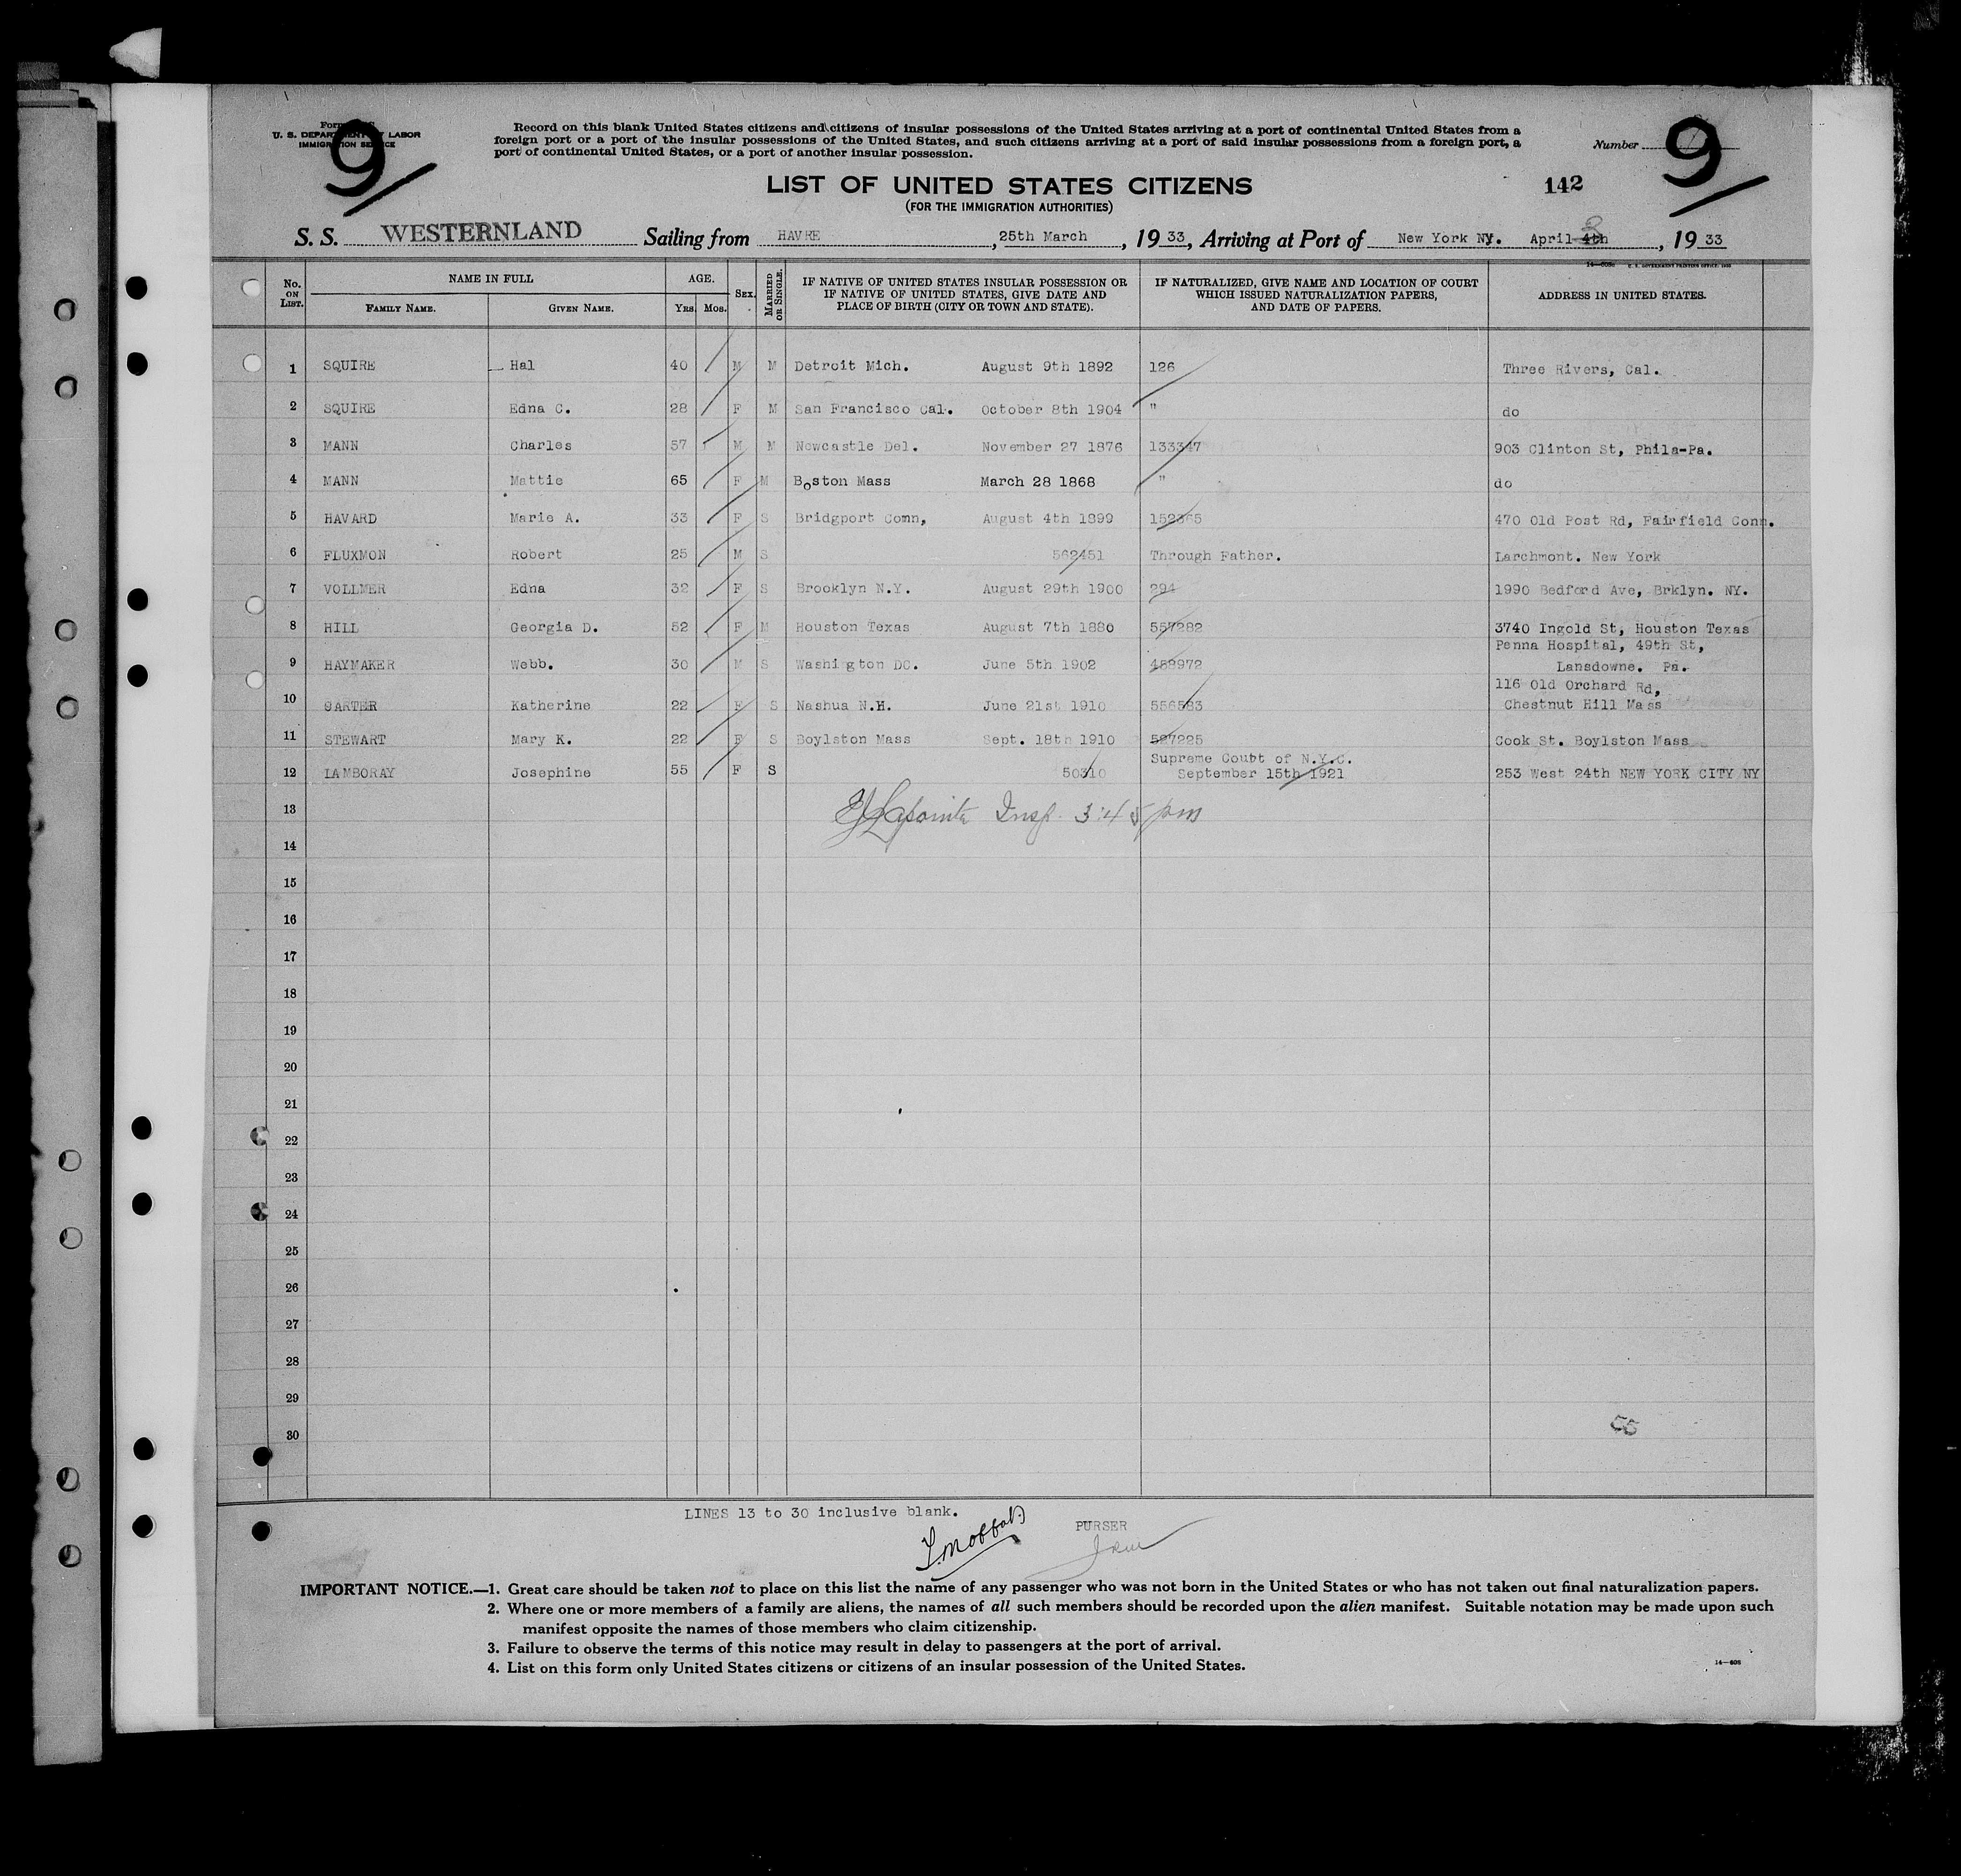 U. S. DEPARTMENT OF LABOR
IMMIGRATION SERVICE
9
Record on this blank United States citizens and citizens of insular possessions of the United States arriving at a port of continental United States from a
foreign port or a port of the insular possessions of the United States, and such citizens arriving at a port of said insular possessions from a foreign port, a
port of continental United States, or a port of another insular possession.
Number 9
LIST OF UNITED STATES CITIZENS
142
(FOR THE IMMIGRATION AUTHORITIES)
S. S. WESTERNLAND Sailing from HAVRE, 25th March, 1933, Arriving at Port of New York NY. April 4th 3, 1933
No. ON LIST. NAME IN FULL FAMILY NAME. GIVEN NAME. AGE. YRS. MOS. SEX. MARRIED OR SINGLE. IF NATIVE OF UNITED STATES INSULAR POSSESSION OR IF NATIVE OF UNITED STATES, GIVE DATE AND PLACE OF BIRTH (CITY OR TOWN AND STATE). IF NATURALIZED, GIVE NAME AND LOCATION OF COURT WHICH ISSUED NATURALIZATION PAPERS, AND DATE OF PAPERS. ADDRESS IN UNITED STATES.
1 SQUIRE Hal 40 M M Detroit Mich. August 9th 1892 126 Three Rivers, Cal.
2 SQUIRE Edna C. 28 F M San Francisco Cal. October 8th 1904 " do
3 MANN Charles 57 M M Newcastle Del. November 27 1876 133347 903 Clinton St, Phila-Pa.
4 MANN Mattie 65 F M Boston Mass March 28 1868 " do
5 HAVARD Marie A. 33 F S Bridgport Conn, August 4th 1899 152365 470 Old Post Rd, Fairfield Conn.
6 FLUXMON Robert 25 M S 562451 Through Father. Larchmont. New York
7 VOLLMER Edna 32 F S Brooklyn N.Y. August 29th 1900 294 1990 Bedford Ave, Brklyn. NY.
8 HILL Georgia D. 52 F M Houston Texas August 7th 1880 557282 3740 Ingold St, Houston Texas
Penna Hospital, 49th St,
9 HAYMAKER Webb. 30 M S Washigton DC. June 5th 1902 452972 Lansdowne. Pa.
116 Old Orchard Rd,
10 CARTER Katherine 22 F S Nashua N.H. June 21st 1910 556583 Chestnut Hill Mass
11 STEWART Mary K. 22 F S Boylston Mass Sept. 18th 1910 527225 Cook St. Boylston Mass
Supreme Coubt of N.Y.C.
12 LAMBORAY Josephine 55 F S 50310 September 15th 1921 253 West 24th NEW YORK CITY NY
13 Lapointe Insp. 3:45 pm
14
15
16
17
18
19
20
21
22
23
24
25
26
27
28
29
30
LINES 13 to 30 inclusive blank.
PURSER
IMPORTANT NOTICE.—1. Great care should be taken not to place on this list the name of any passenger who was not born in the United States or who has not taken out final naturalization papers.
2. Where one or more members of a family are aliens, the names of all such members should be recorded upon the alien manifest. Suitable notation may be made upon such
manifest opposite the names of those members who claim citizenship.
3. Failure to observe the terms of this notice may result in delay to passengers at the port of arrival.
4. List on this form only United States citizens or citizens of an insular possession of the United States.
14—608